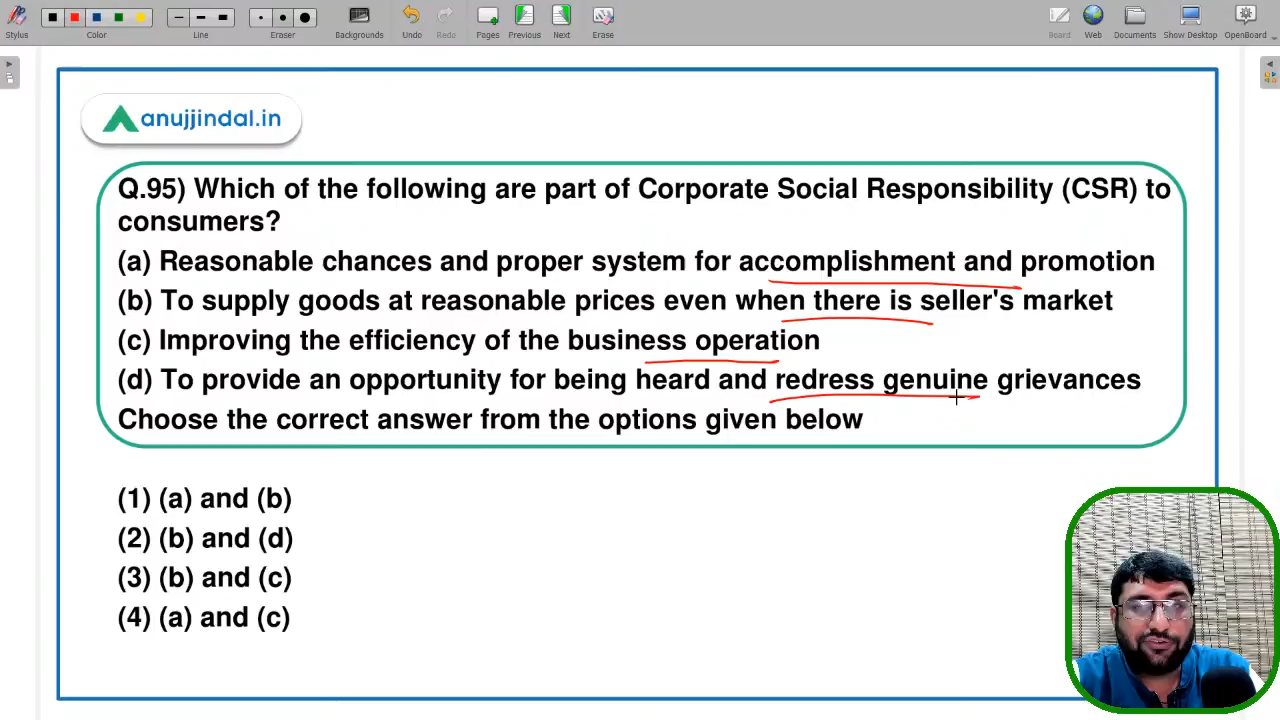 Stylus
Color
Line
Eraser
Backgrounds
Undo
Redo
Pages
Previous
Next
Erase
Board
Web
Documents
Show Desktop
OpenBoard
anujjindal.in
Q.95) Which of the following are part of Corporate Social Responsibility (CSR) to
consumers?
(a) Reasonable chances and proper system for accomplishment and promotion
(b) To supply goods at reasonable prices even when there is seller's market
(c) Improving the efficiency of the business operation
(d) To provide an opportunity for being heard and redress genuine grievances
Choose the correct answer from the options given below
(1) (a) and (b)
(2) (b) and (d)
(3) (b) and (c)
(4) (a) and (c)